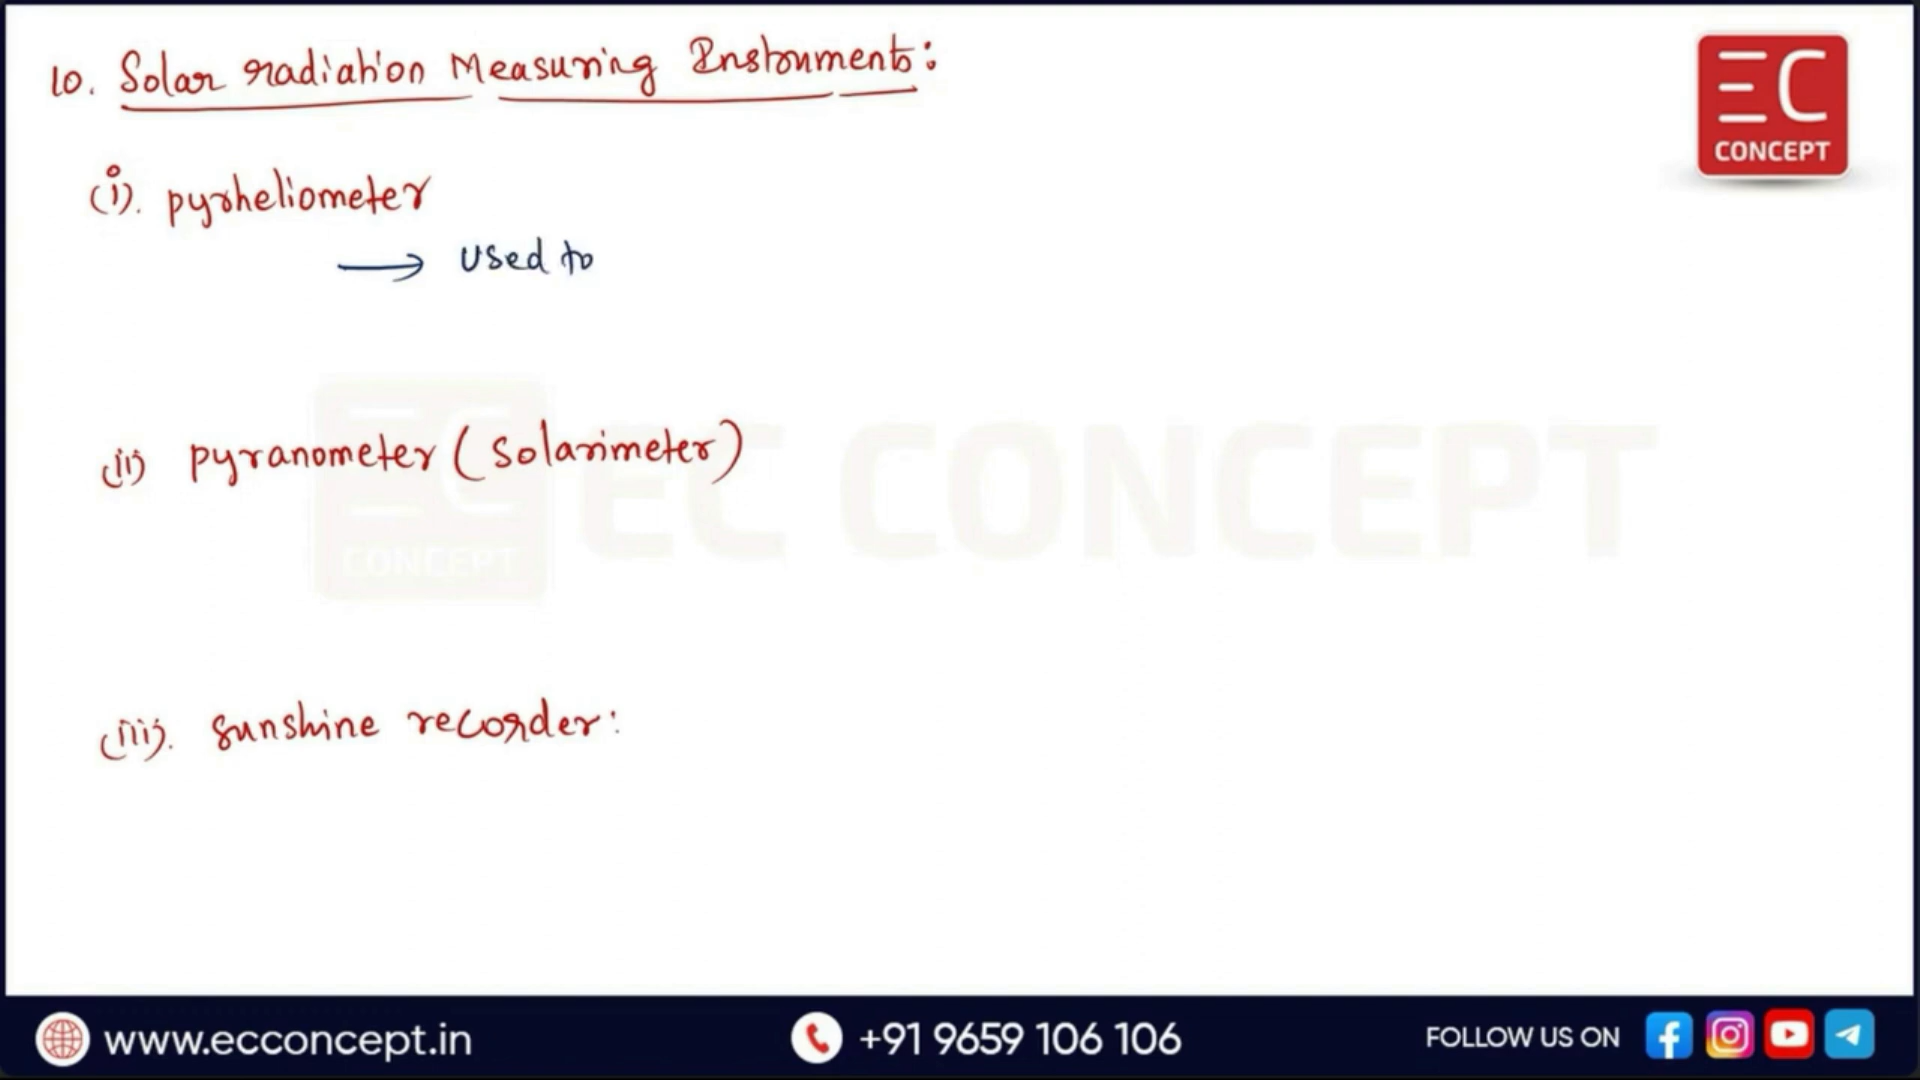 10. Solar radiation Measuring Instruments:
EC
CONCEPT
(i). pyrheliometer
→ used to
(ii) pyranometer (solarimeter)
EC CONCEPT
CONCEPT
(iii). sunshine recorder:
www.ecconcept.in
+91 9659 106 106
FOLLOW US ON